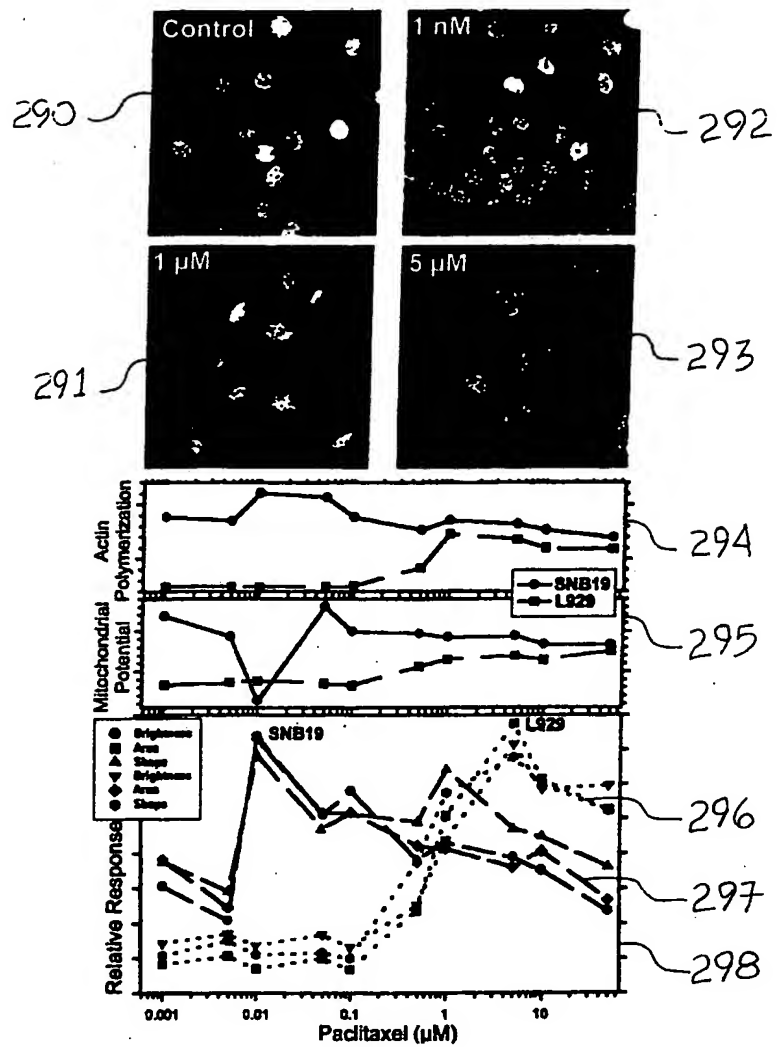 Control
1 nM
290
292
1 µM
5 µM
291
293
Actin
Polymerization
294
SNB19
L929
Mitochondrial
Potential
295
Brightness
Area
Shape
Brightness
Area
Shape
SNB19
L929
296
297
298
Relative Response
0.001
0.01
0.1
1
10
Paclitaxel (µM)